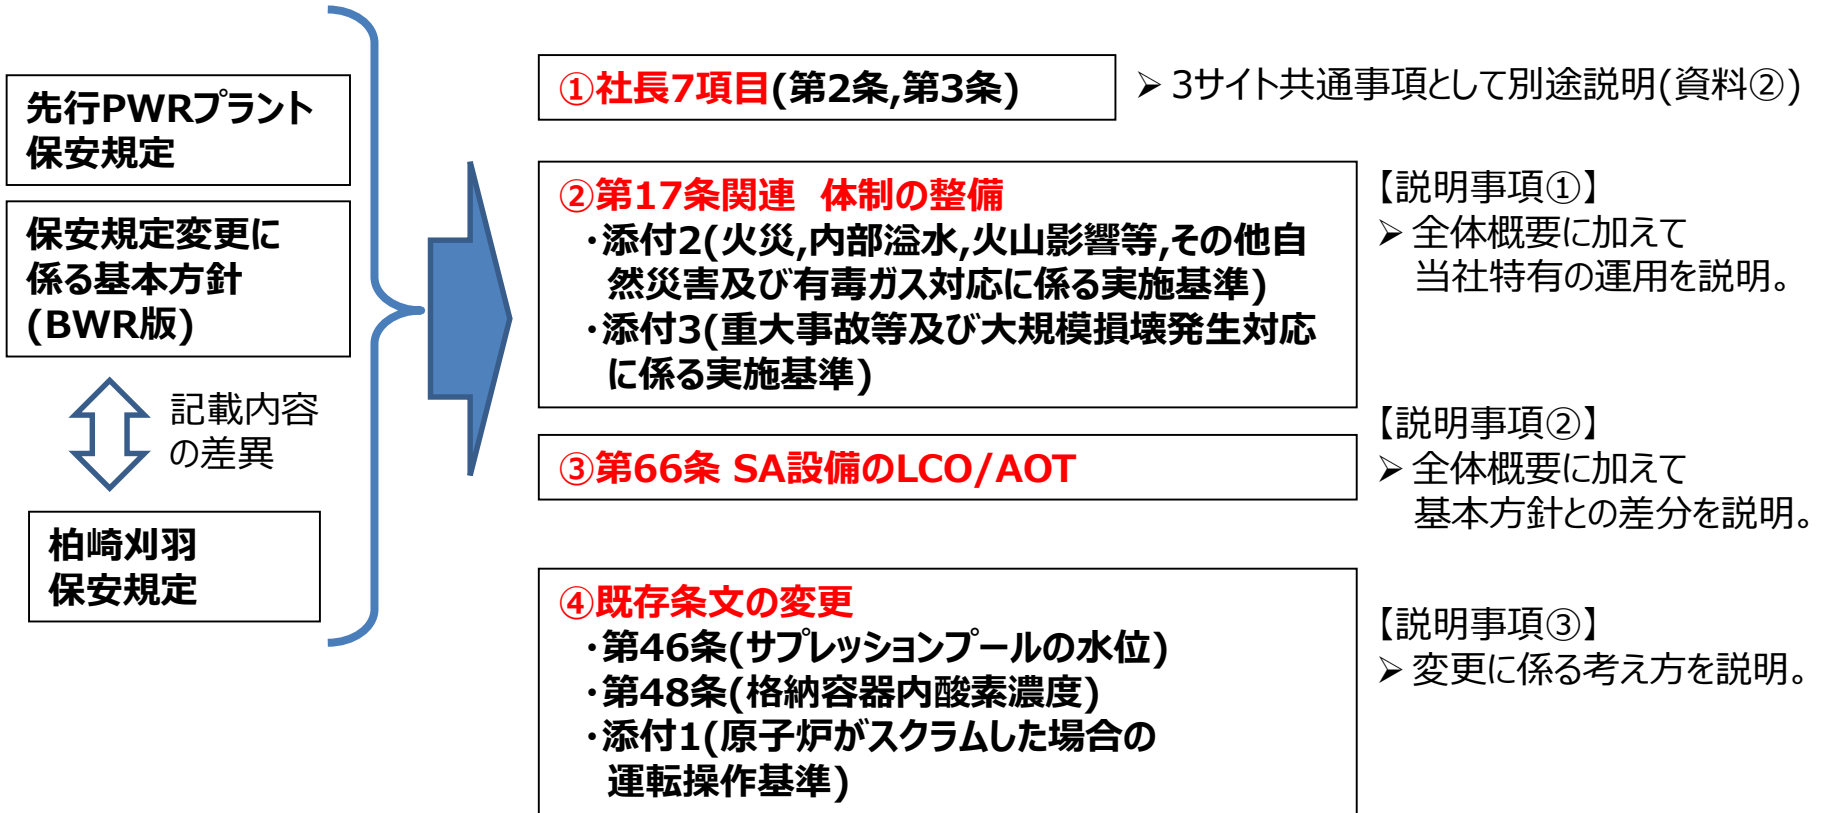 先行PWRプラント
保安規定
保安規定変更に
係る基本方針
(BWR版)
記載内容
の差異
柏崎刈羽
保安規定
①社長7項目(第2条,第3条)
➢ 3サイト共通事項として別途説明(資料②)
②第17条関連 体制の整備
・添付2(火災,内部溢水,火山影響等,その他自
然災害及び有毒ガス対応に係る実施基準)
・添付3(重大事故等及び大規模損壊発生対応
に係る実施基準)
【説明事項①】
➢ 全体概要に加えて
当社特有の運用を説明。
③第66条 SA設備のLCO/AOT
【説明事項②】
➢ 全体概要に加えて
基本方針との差分を説明。
④既存条文の変更
・第46条(サプレッションプールの水位)
・第48条(格納容器内酸素濃度)
・添付1(原子炉がスクラムした場合の
運転操作基準)
【説明事項③】
➢ 変更に係る考え方を説明。